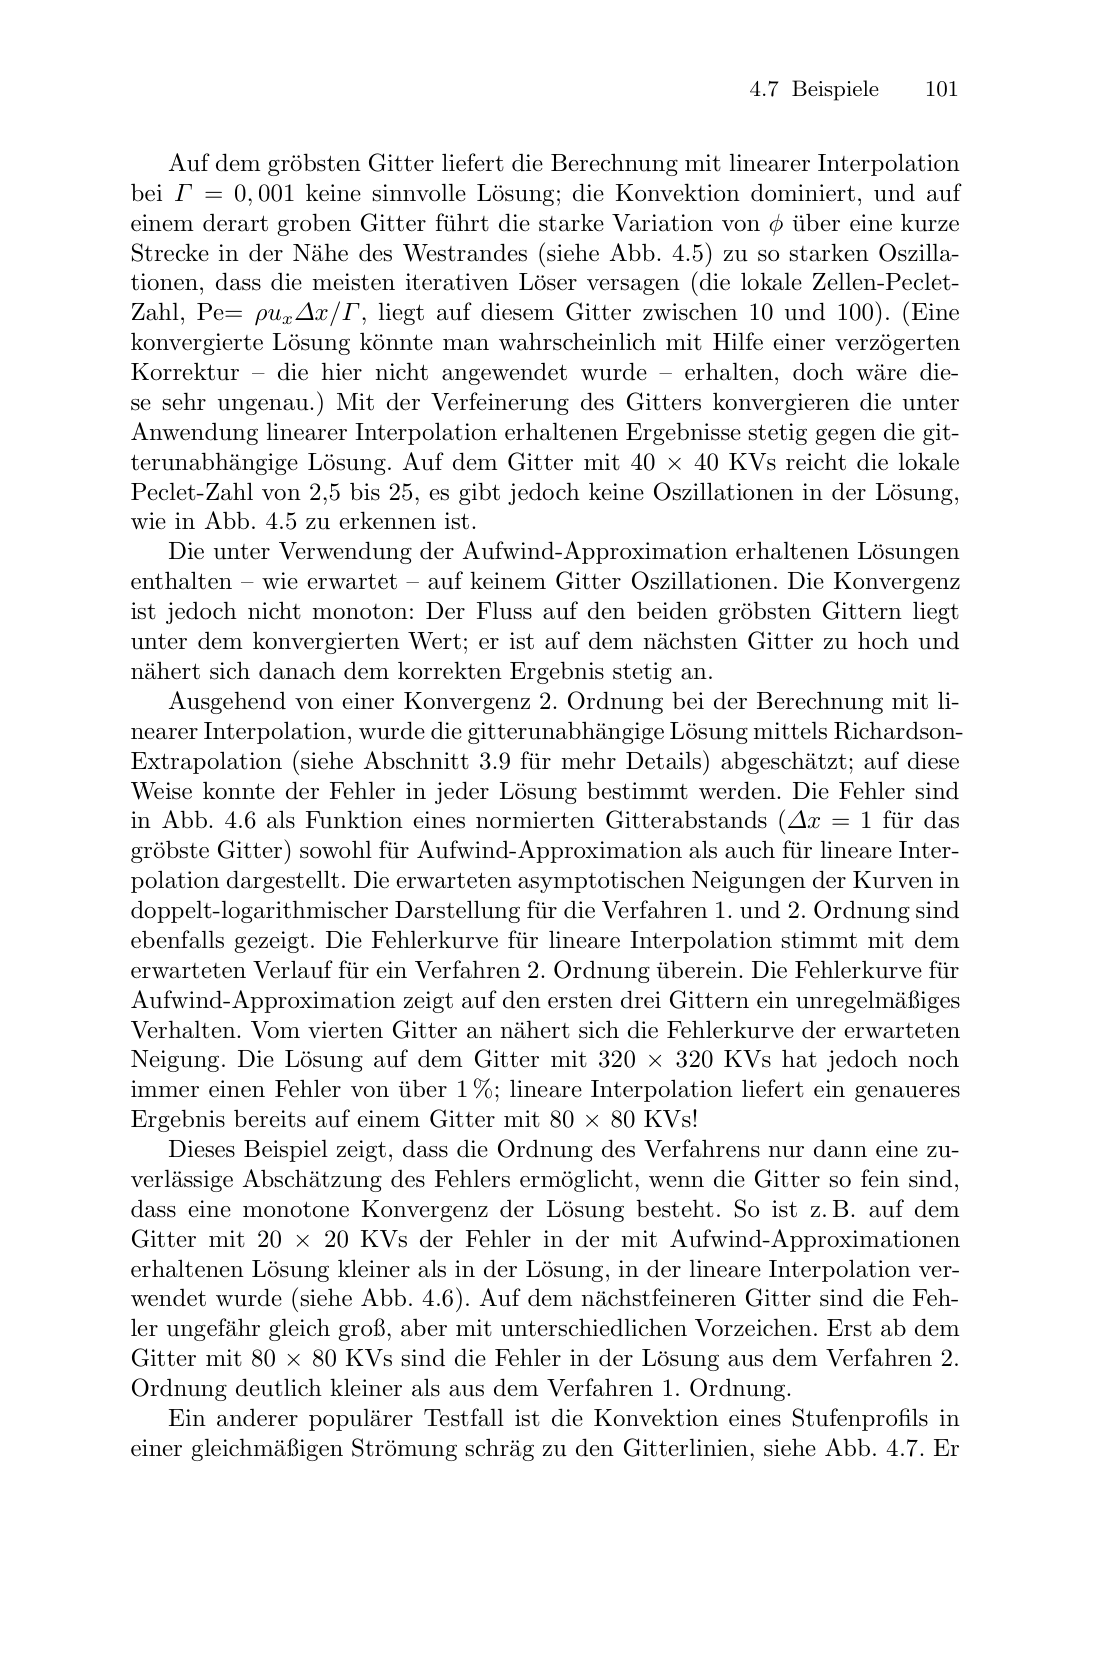 4.7 Beispiele 101
Auf dem gröbsten Gitter liefert die Berechnung mit linearer Interpolation
bei Γ = 0, 001 keine sinnvolle Lösung; die Konvektion dominiert, und auf
einem derart groben Gitter führt die starke Variation von ϕ über eine kurze
Strecke in der Nähe des Westrandes (siehe Abb. 4.5) zu so starken Oszilla-
tionen, dass die meisten iterativen Löser versagen (die lokale Zellen-Peclet-
Zahl, Pe= ρuₓΔx/Γ, liegt auf diesem Gitter zwischen 10 und 100). (Eine
konvergierte Lösung könnte man wahrscheinlich mit Hilfe einer verzögerten
Korrektur – die hier nicht angewendet wurde – erhalten, doch wäre die-
se sehr ungenau.) Mit der Verfeinerung des Gitters konvergieren die unter
Anwendung linearer Interpolation erhaltenen Ergebnisse stetig gegen die git-
terunabhängige Lösung. Auf dem Gitter mit 40 × 40 KVs reicht die lokale
Peclet-Zahl von 2,5 bis 25, es gibt jedoch keine Oszillationen in der Lösung,
wie in Abb. 4.5 zu erkennen ist.
Die unter Verwendung der Aufwind-Approximation erhaltenen Lösungen
enthalten – wie erwartet – auf keinem Gitter Oszillationen. Die Konvergenz
ist jedoch nicht monoton: Der Fluss auf den beiden gröbsten Gittern liegt
unter dem konvergierten Wert; er ist auf dem nächsten Gitter zu hoch und
nähert sich danach dem korrekten Ergebnis stetig an.
Ausgehend von einer Konvergenz 2. Ordnung bei der Berechnung mit li-
nearer Interpolation, wurde die gitterunabhängige Lösung mittels Richardson-
Extrapolation (siehe Abschnitt 3.9 für mehr Details) abgeschätzt; auf diese
Weise konnte der Fehler in jeder Lösung bestimmt werden. Die Fehler sind
in Abb. 4.6 als Funktion eines normierten Gitterabstands (Δx = 1 für das
gröbste Gitter) sowohl für Aufwind-Approximation als auch für lineare Inter-
polation dargestellt. Die erwarteten asymptotischen Neigungen der Kurven in
doppelt-logarithmischer Darstellung für die Verfahren 1. und 2. Ordnung sind
ebenfalls gezeigt. Die Fehlerkurve für lineare Interpolation stimmt mit dem
erwarteten Verlauf für ein Verfahren 2. Ordnung überein. Die Fehlerkurve für
Aufwind-Approximation zeigt auf den ersten drei Gittern ein unregelmäßiges
Verhalten. Vom vierten Gitter an nähert sich die Fehlerkurve der erwarteten
Neigung. Die Lösung auf dem Gitter mit 320 × 320 KVs hat jedoch noch
immer einen Fehler von über 1 %; lineare Interpolation liefert ein genaueres
Ergebnis bereits auf einem Gitter mit 80 × 80 KVs!
Dieses Beispiel zeigt, dass die Ordnung des Verfahrens nur dann eine zu-
verlässige Abschätzung des Fehlers ermöglicht, wenn die Gitter so fein sind,
dass eine monotone Konvergenz der Lösung besteht. So ist z. B. auf dem
Gitter mit 20 × 20 KVs der Fehler in der mit Aufwind-Approximationen
erhaltenen Lösung kleiner als in der Lösung, in der lineare Interpolation ver-
wendet wurde (siehe Abb. 4.6). Auf dem nächstfeineren Gitter sind die Feh-
ler ungefähr gleich groß, aber mit unterschiedlichen Vorzeichen. Erst ab dem
Gitter mit 80 × 80 KVs sind die Fehler in der Lösung aus dem Verfahren 2.
Ordnung deutlich kleiner als aus dem Verfahren 1. Ordnung.
Ein anderer populärer Testfall ist die Konvektion eines Stufenprofils in
einer gleichmäßigen Strömung schräg zu den Gitterlinien, siehe Abb. 4.7. Er